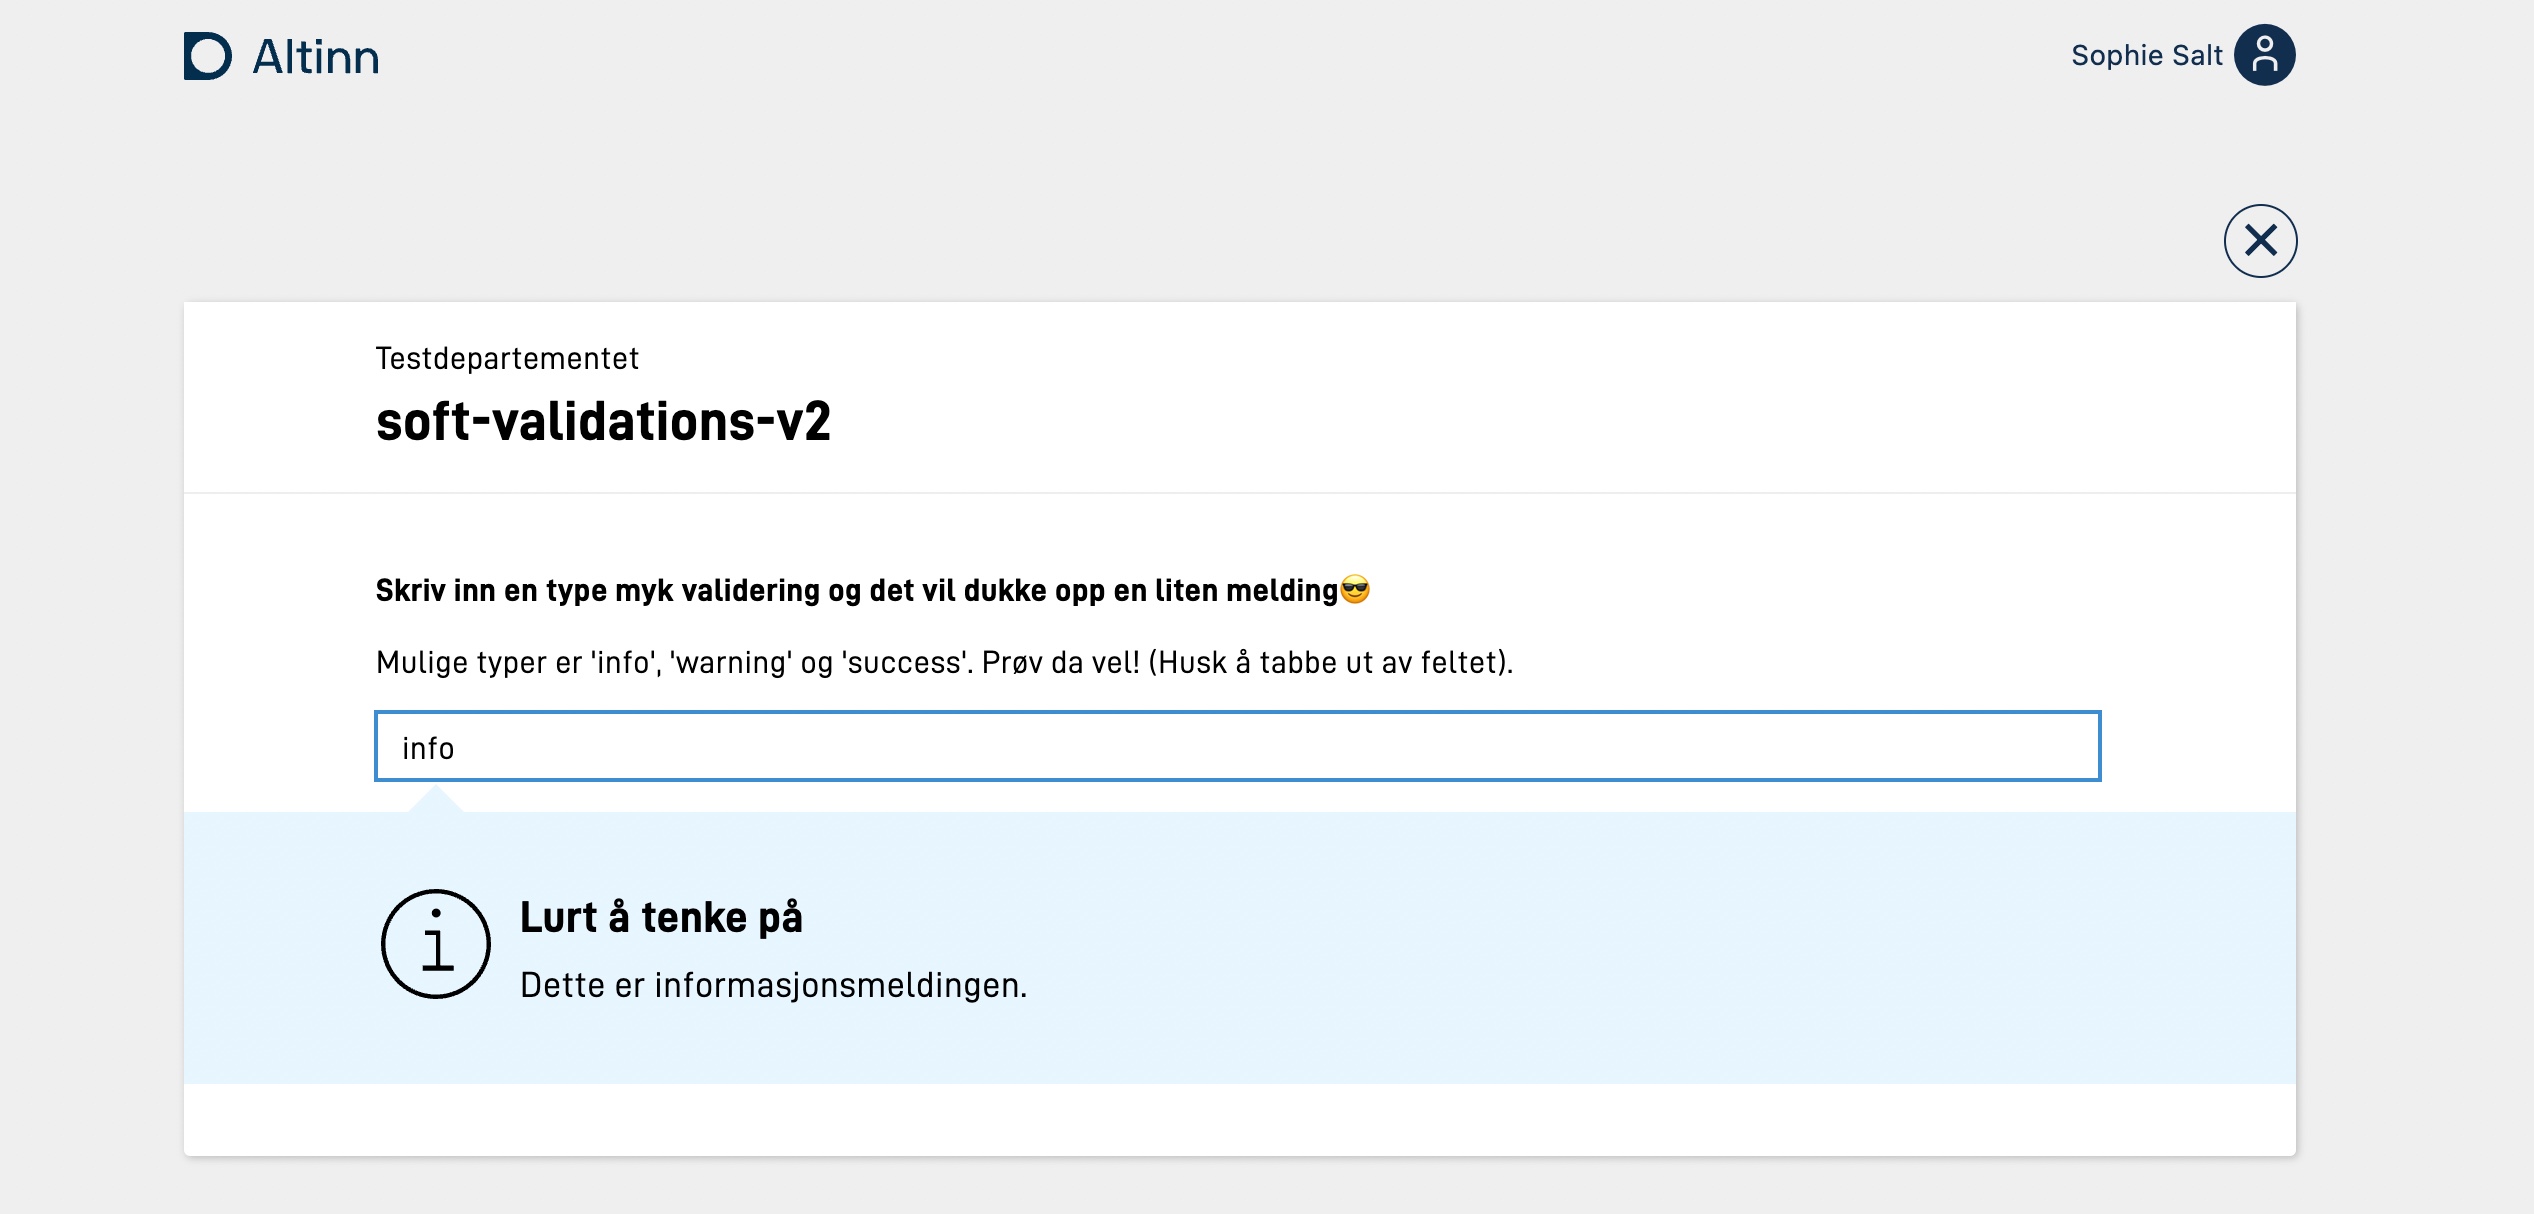 Altinn
Sophie Salt
Testdepartementet
soft-validations-v2
Skriv inn en type myk validering og det vil dukke opp en liten melding😎
Mulige typer er 'info', 'warning' og 'success'. Prøv da vel! (Husk å tabbe ut av feltet).
info
Lurt å tenke på
Dette er informasjonsmeldingen.